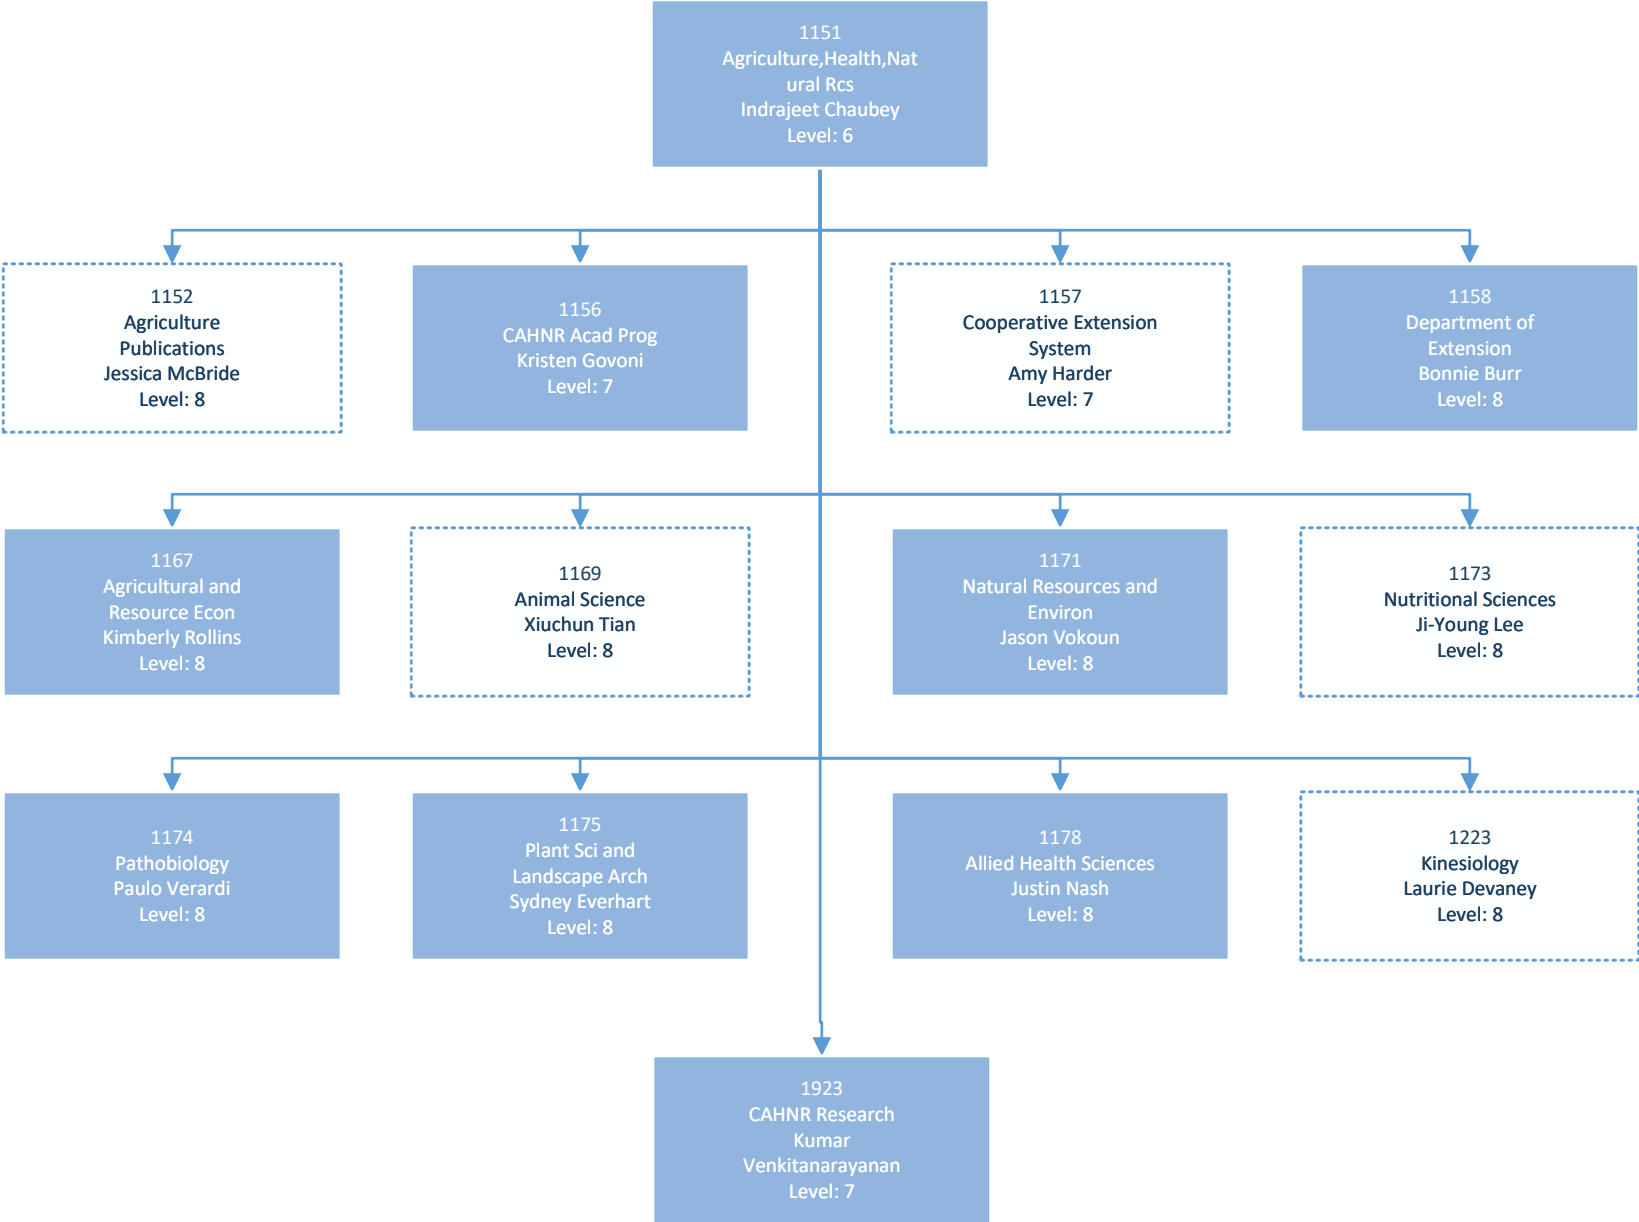 1151
Agriculture,Health,Nat
ural Rcs
Indrajeet Chaubey
Level: 6
1152
Agriculture
Publications
Jessica McBride
Level: 8
1156
CAHNR Acad Prog
Kristen Govoni
Level: 7
1157
Cooperative Extension
System
Amy Harder
Level: 7
1158
Department of
Extension
Bonnie Burr
Level: 8
1167
Agricultural and
Resource Econ
Kimberly Rollins
Level: 8
1169
Animal Science
Xiuchun Tian
Level: 8
1171
Natural Resources and
Environ
Jason Vokoun
Level: 8
1173
Nutritional Sciences
Ji-Young Lee
Level: 8
1174
Pathobiology
Paulo Verardi
Level: 8
1175
Plant Sci and
Landscape Arch
Sydney Everhart
Level: 8
1178
Allied Health Sciences
Justin Nash
Level: 8
1223
Kinesiology
Laurie Devaney
Level: 8
1923
CAHNR Research
Kumar
Venkitanarayanan
Level: 7